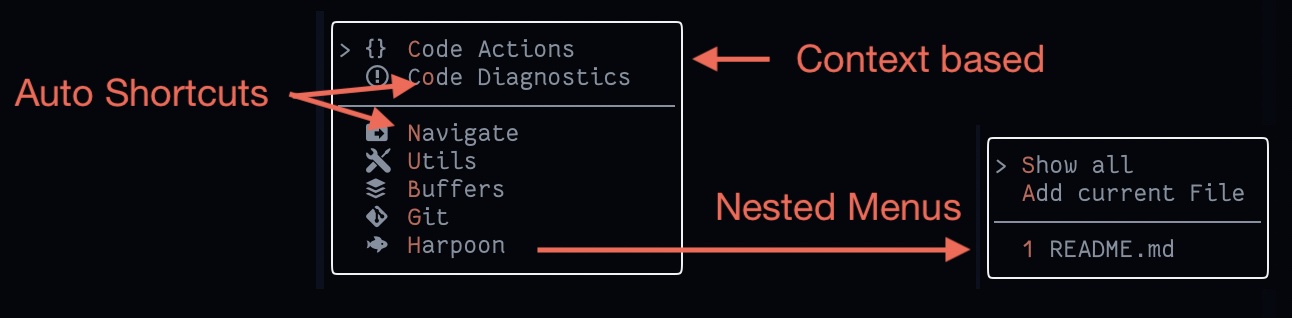 > {} Code Actions
Code Diagnostics
Navigate
Utils
Buffers
Git
Harpoon
Auto Shortcuts
Context based
Nested Menus
> Show all
Add current File
1 README.md